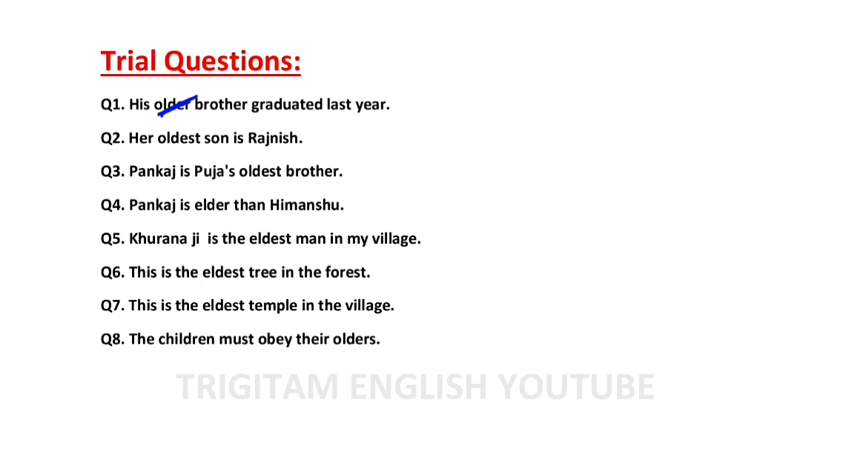 Trial Questions:
Q1. His older brother graduated last year.
Q2. Her oldest son is Rajnish.
Q3. Pankaj is Puja's oldest brother.
Q4. Pankaj is elder than Himanshu.
Q5. Khurana ji is the eldest man in my village.
Q6. This is the eldest tree in the forest.
Q7. This is the eldest temple in the village.
Q8. The children must obey their olders.
TRIGITAM ENGLISH YOUTUBE